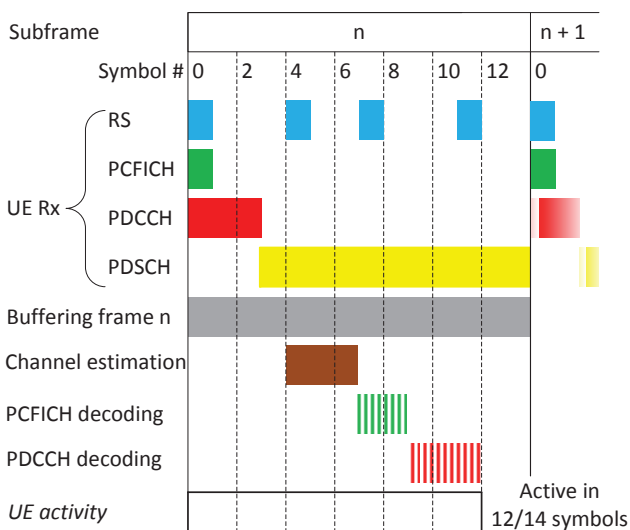 Subframe n n + 1
Symbol # 0 2 4 6 8 10 12 0
RS
PCFICH
UE Rx
PDCCH
PDSCH
Buffering frame n
Channel estimation
PCFICH decoding
PDCCH decoding
UE activity
Active in
12/14 symbols